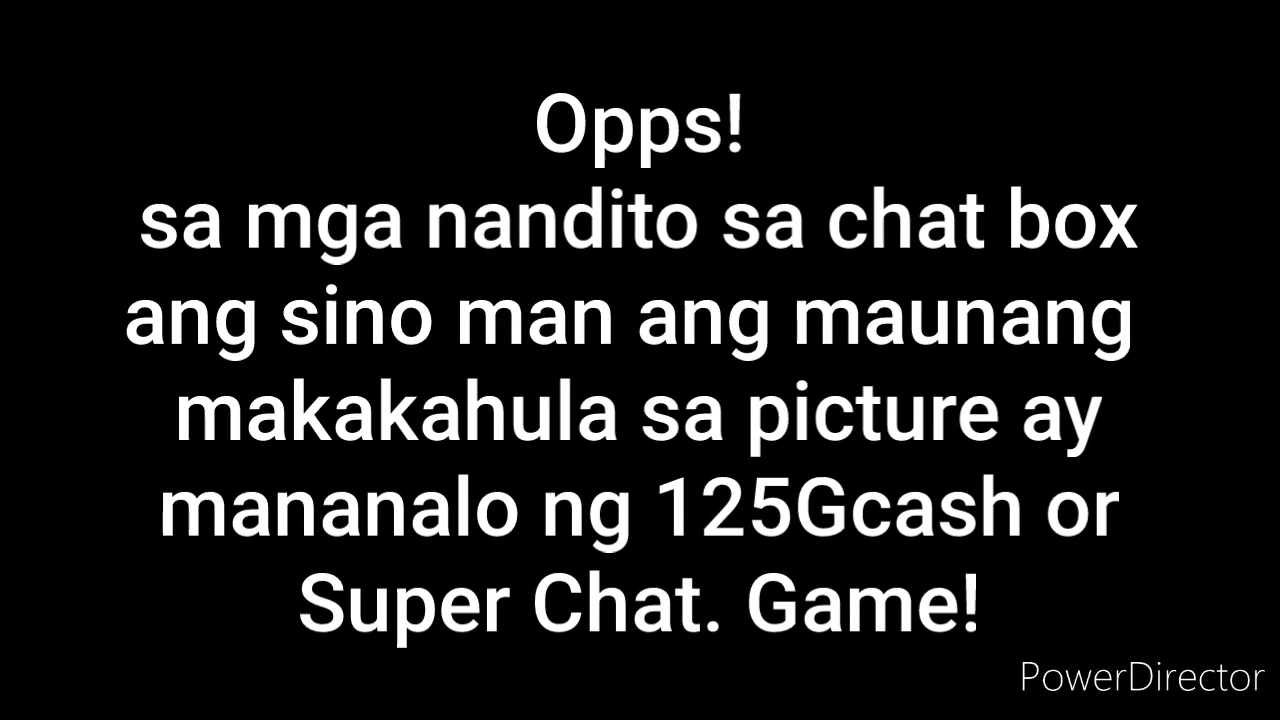 Opps!
sa mga nandito sa chat box
ang sino man ang maunang
makakahula sa picture ay
mananalo ng 125Gcash or
Super Chat. Game!
PowerDirector